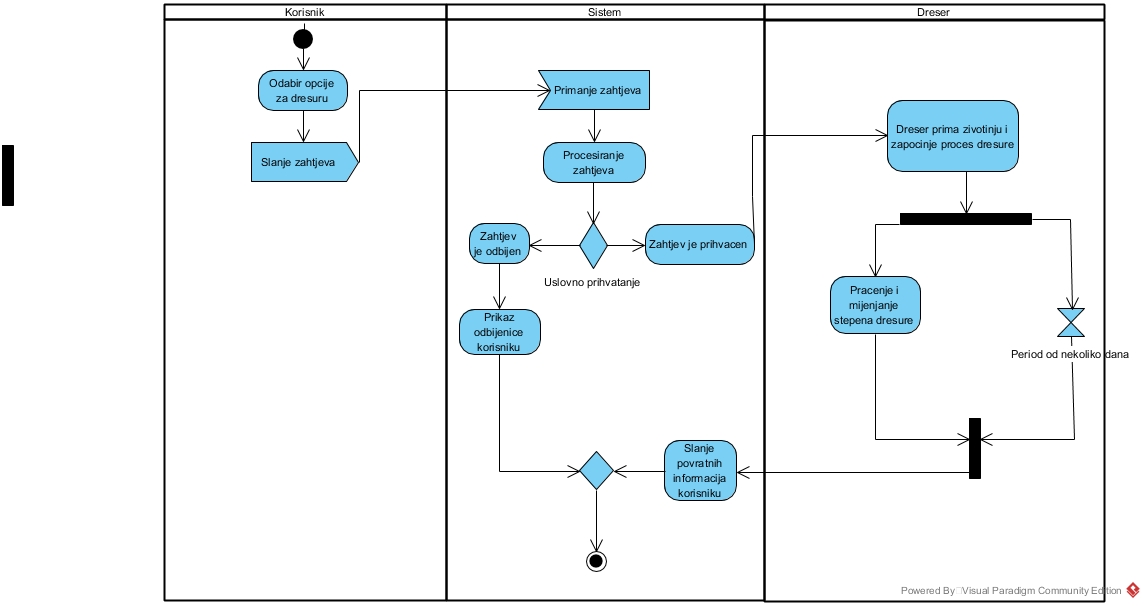 Korisnik
Sistem
Dreser
Odabir opcije
za dresuru
Slanje zahtjeva
Primanje zahtjeva
Procesiranje
zahtjeva
Zahtjev
je odbijen
Zahtjev je prihvacen
Uslovno prihvatanje
Prikaz
odbijenice
korisniku
Dreser prima zivotinju i
zapocinje proces dresure
Pracenje i
mijenjanje
stepena dresure
Period od nekoliko dana
Slanje
povratnih
informacija
korisniku
Powered By Visual Paradigm Community Edition